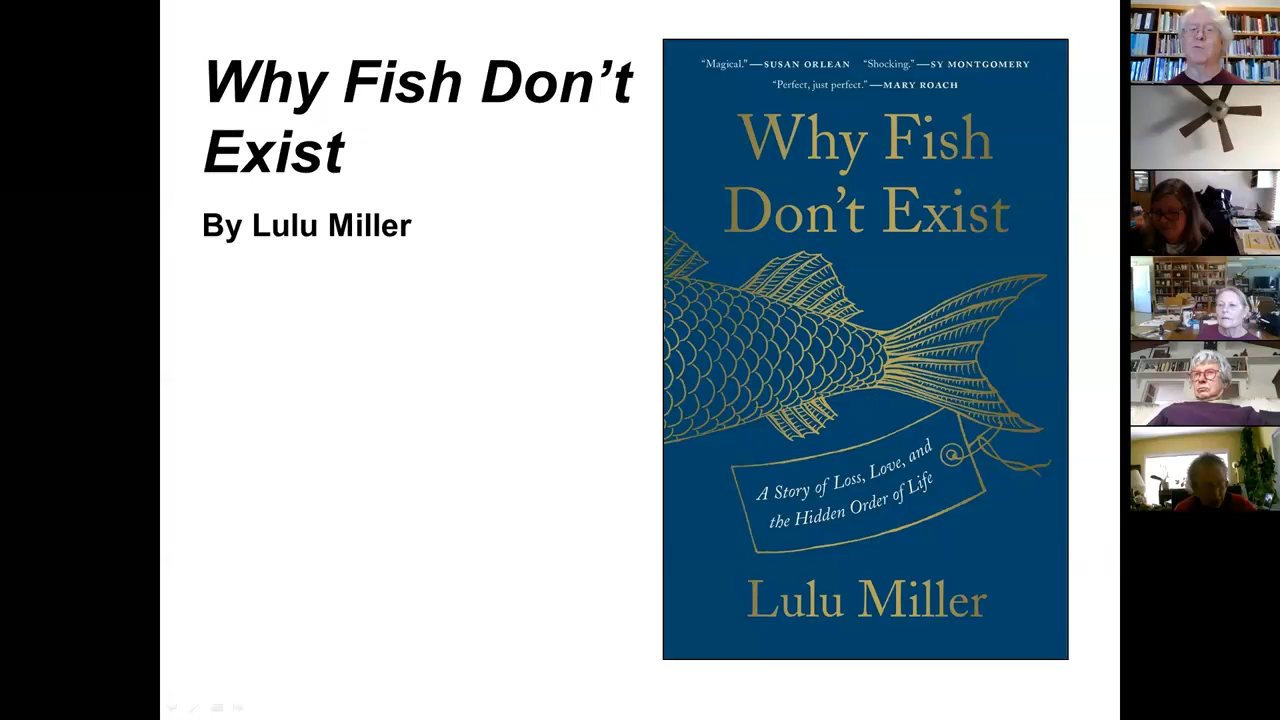 Why Fish Don’t
Exist
By Lulu Miller
“Magical.” —SUSAN ORLEAN “Shocking.” —SY MONTGOMERY
“Perfect, just perfect.” —MARY ROACH
Why Fish
Don’t Exist
A Story of Loss, Love, and
the Hidden Order of Life
Lulu Miller